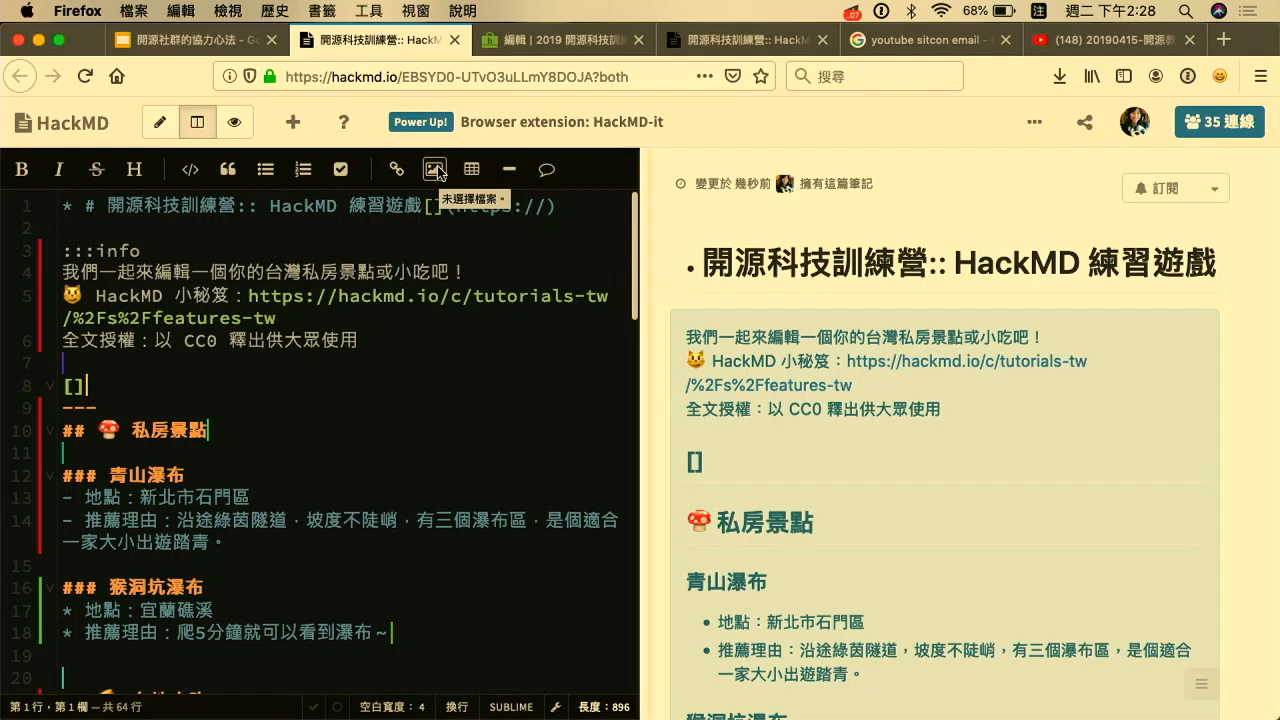 Firefox 檔案 編輯 檢視 歷史 書籤 工具 視窗 說明 68% 注 週二 下午2:28
開源社群的協力心法 - Go
開源科技訓練營:: HackM
編輯 | 2019 開源科技訓
開源科技訓練營:: HackM
youtube sitcon email -
(148) 20190415-開源
https://hackmd.io/EBSYD0-UTvO3uLLmY8DOJA?both
搜尋
HackMD
?
Power Up! Browser extension: HackMD-it
35 連線
B I S H
未選擇檔案。
1 * # 開源科技訓練營:: HackMD 練習遊戲[](https://)
2
3 :::info
4 我們一起來編輯一個你的台灣私房景點或小吃吧！
5 😼 HackMD 小秘笈：https://hackmd.io/c/tutorials-tw
/%2Fs%2Ffeatures-tw
6 全文授權：以 CC0 釋出供大眾使用
7
8 []
9 ---
10 ## 🍄 私房景點
11
12 ### 青山瀑布
13 - 地點：新北市石門區
14 - 推薦理由：沿途綠茵隧道，坡度不陡峭，有三個瀑布區，是個適合
一家大小出遊踏青。
15
16 ### 猴洞坑瀑布
17 * 地點：宜蘭礁溪
18 * 推薦理由：爬5分鐘就可以看到瀑布～
19
20
第 1 行，第 1 欄 — 共 64 行 空白寬度： 4 換行 SUBLIME 長度：896
變更於 幾秒前 擁有這篇筆記
訂閱
• 開源科技訓練營:: HackMD 練習遊戲
我們一起來編輯一個你的台灣私房景點或小吃吧！
😼 HackMD 小秘笈：https://hackmd.io/c/tutorials-tw
/%2Fs%2Ffeatures-tw
全文授權：以 CC0 釋出供大眾使用
[]
🍄 私房景點
青山瀑布
• 地點：新北市石門區
• 推薦理由：沿途綠茵隧道，坡度不陡峭，有三個瀑布區，是個適合
一家大小出遊踏青。
猴洞坑瀑布